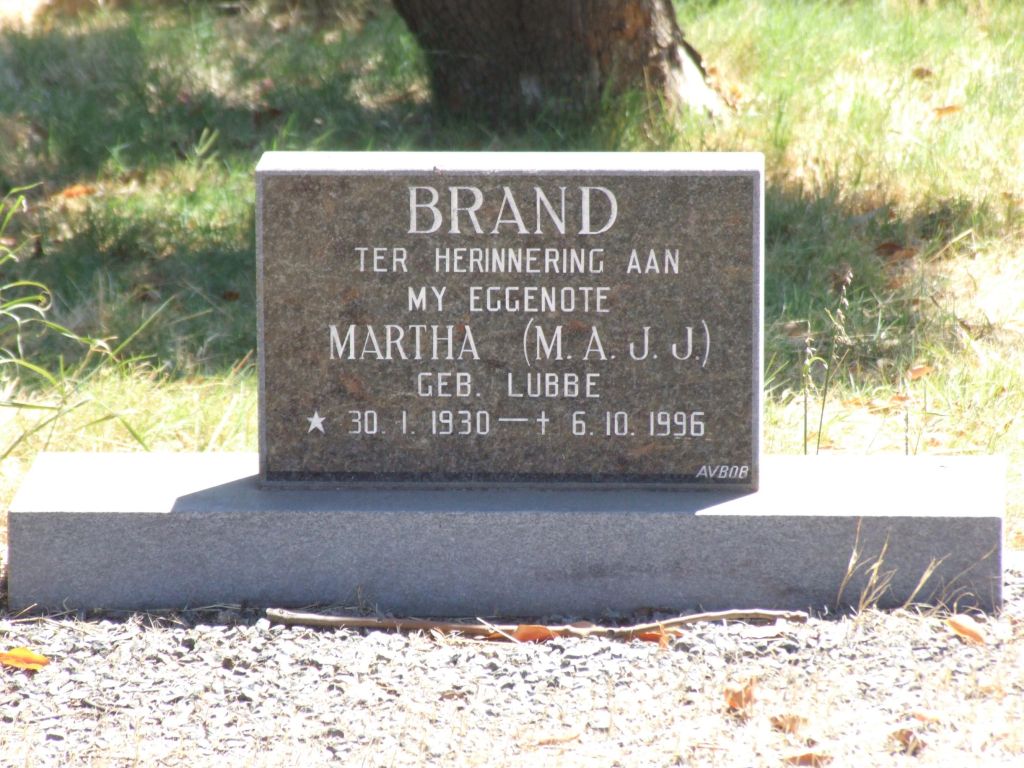 BRAND
TER HERINNERING AAN
MY EGGENOTE
MARTHA (M. A. J. J.)
GEB. LUBBE
★ 30. 1. 1930 — † 6. 10. 1996
AVBOB